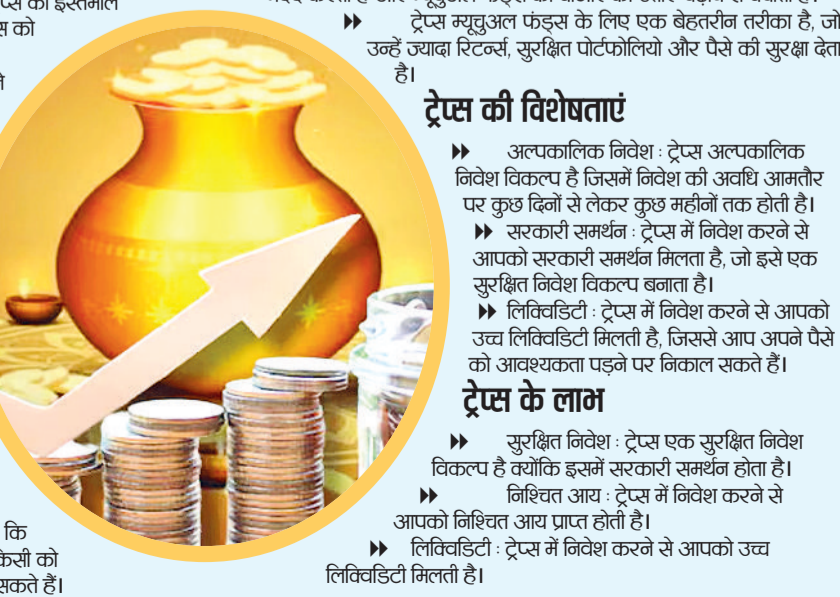 प्स का इस्तेमाल
स को
▶▶ ट्रेप्स म्यूचुअल फंड्स के लिए एक बेहतरीन तरीका है, जो
उन्हें ज्यादा रिटर्न्स, सुरक्षित पोर्टफोलियो और पैसे की सुरक्षा देता
है।
ट्रेप्स की विशेषताएं
▶▶ अल्पकालिक निवेश : ट्रेप्स अल्पकालिक
निवेश विकल्प है जिसमें निवेश की अवधि आमतौर
पर कुछ दिनों से लेकर कुछ महीनों तक होती है।
▶▶ सरकारी समर्थन : ट्रेप्स में निवेश करने से
आपको सरकारी समर्थन मिलता है, जो इसे एक
सुरक्षित निवेश विकल्प बनाता है।
▶▶ लिक्विडिटी : ट्रेप्स में निवेश करने से आपको
उच्च लिक्विडिटी मिलती है, जिससे आप अपने पैसे
को आवश्यकता पड़ने पर निकाल सकते हैं।
ट्रेप्स के लाभ
▶▶ सुरक्षित निवेश : ट्रेप्स एक सुरक्षित निवेश
विकल्प है क्योंकि इसमें सरकारी समर्थन होता है।
▶▶ निश्चित आय : ट्रेप्स में निवेश करने से
आपको निश्चित आय प्राप्त होती है।
▶▶ लिक्विडिटी : ट्रेप्स में निवेश करने से आपको उच्च
लिक्विडिटी मिलती है।
कि
केसी को
सकते हैं।